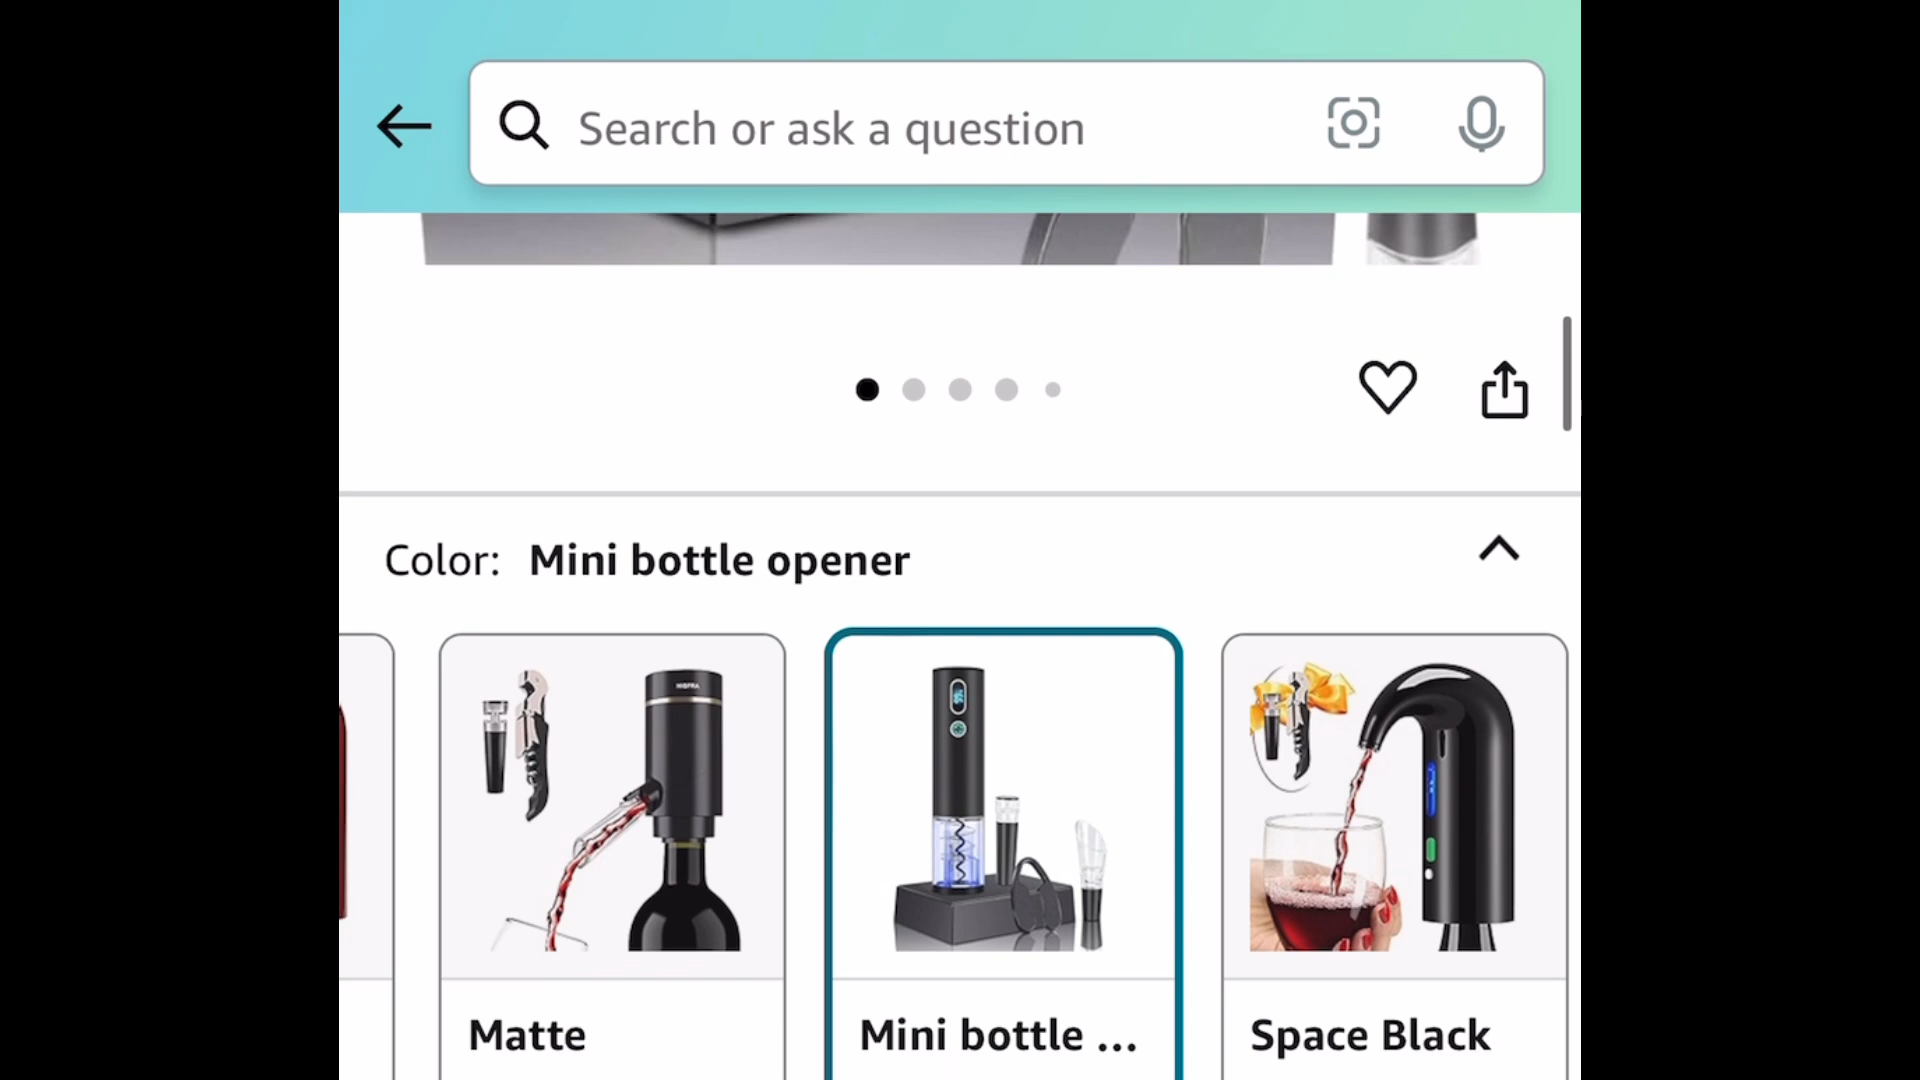 Search or ask a question
Color: Mini bottle opener
Matte
Mini bottle ...
Space Black